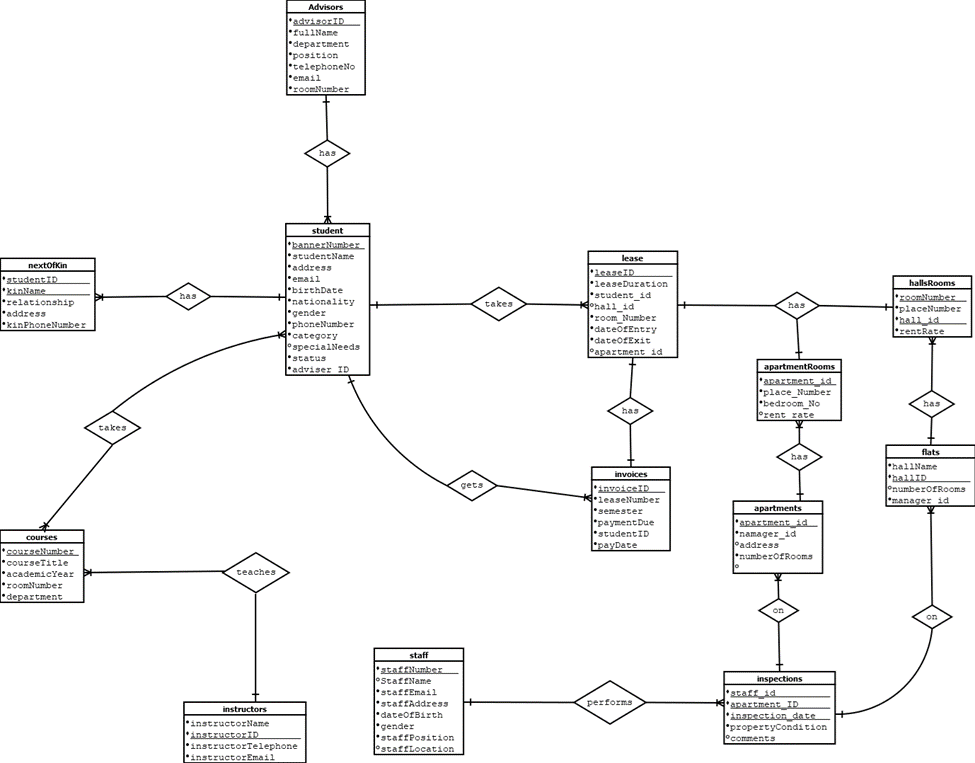 Advisors
advisorID
fullName
department
position
telephoneNo
email
roomNumber
has
student
bannerNumber
studentName
address
email
birthDate
nationality
gender
phoneNumber
category
specialNeeds
status
adviser_ID
nextOfKin
studentID
kinName
relationship
address
kinPhoneNumber
has
takes
lease
leaseID
leaseDuration
student_id
hall_id
room_Number
dateOfEntry
dateOfExit
apartment_id
has
hallsRooms
roomNumber
placeNumber
hall_id
rentRate
apartmentRooms
apartment_id
place_Number
bedroom_No
rent_rate
has
has
has
takes
gets
flats
hallName
hallID
numberOfRooms
manager_id
invoices
invoiceID
leaseNumber
semester
paymentDue
studentID
payDate
apartments
apartment_id
namager_id
address
numberOfRooms
courses
courseNumber
courseTitle
academicYear
roomNumber
department
teaches
on
on
staff
staffNumber
StaffName
staffEmail
staffAddress
dateOfBirth
gender
staffPosition
staffLocation
performs
inspections
staff_id
apartment_ID
inspection_date
propertyCondition
comments
instructors
instructorName
instructorID
instructorTelephone
instructorEmail